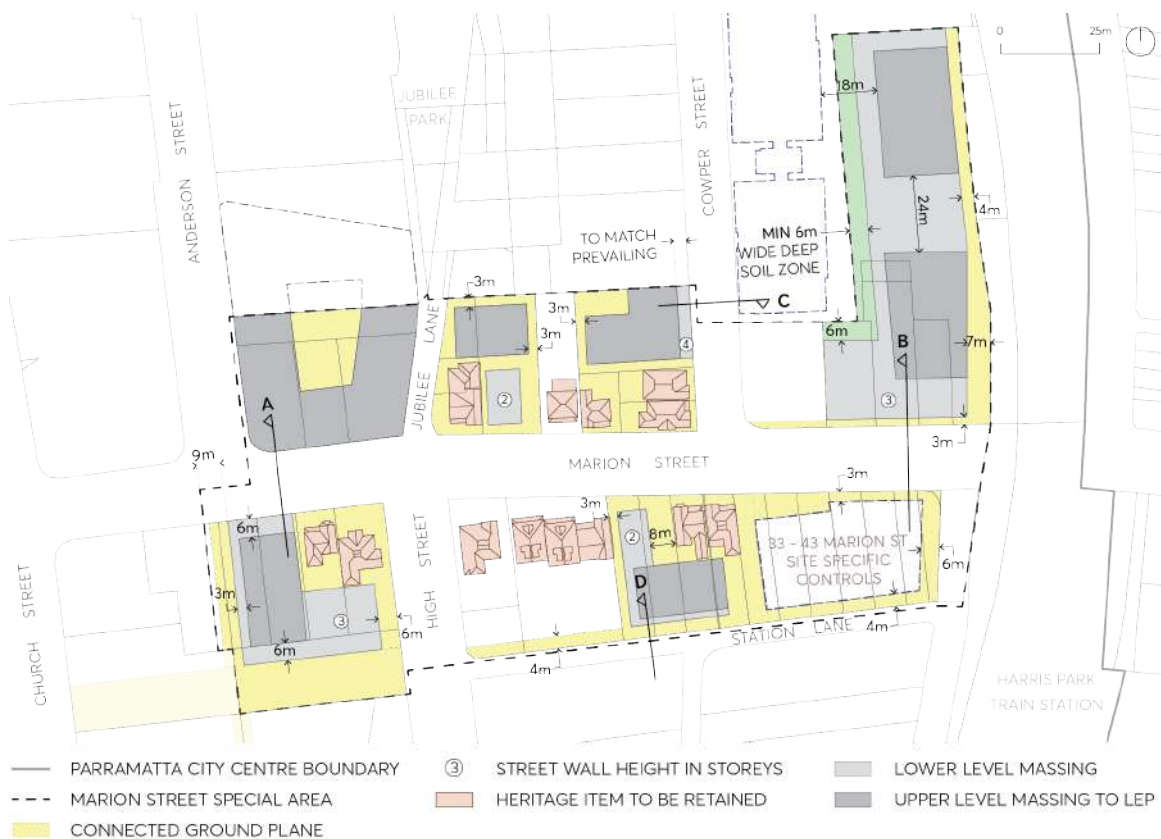 0
25m
JUBILEE
PARK
ANDERSON STREET
COWPER STREET
18m
24m
4m
TO MATCH
PREVAILING
MIN 6m
WIDE DEEP
SOIL ZONE
3m
3m
3m
C
JUBILEE LANE
④
6m
B
7m
A
②
③
9m
MARION STREET
3m
3m
3m
6m
②
8m
33 - 43 MARION ST
SITE SPECIFIC
CONTROLS
6m
CHURCH STREET
HIGH STREET
3m
③
6m
D
6m
STATION LANE
4m
4m
HARRIS PARK
TRAIN STATION
PARRAMATTA CITY CENTRE BOUNDARY
③ STREET WALL HEIGHT IN STOREYS
LOWER LEVEL MASSING
MARION STREET SPECIAL AREA
HERITAGE ITEM TO BE RETAINED
UPPER LEVEL MASSING TO LEP
CONNECTED GROUND PLANE